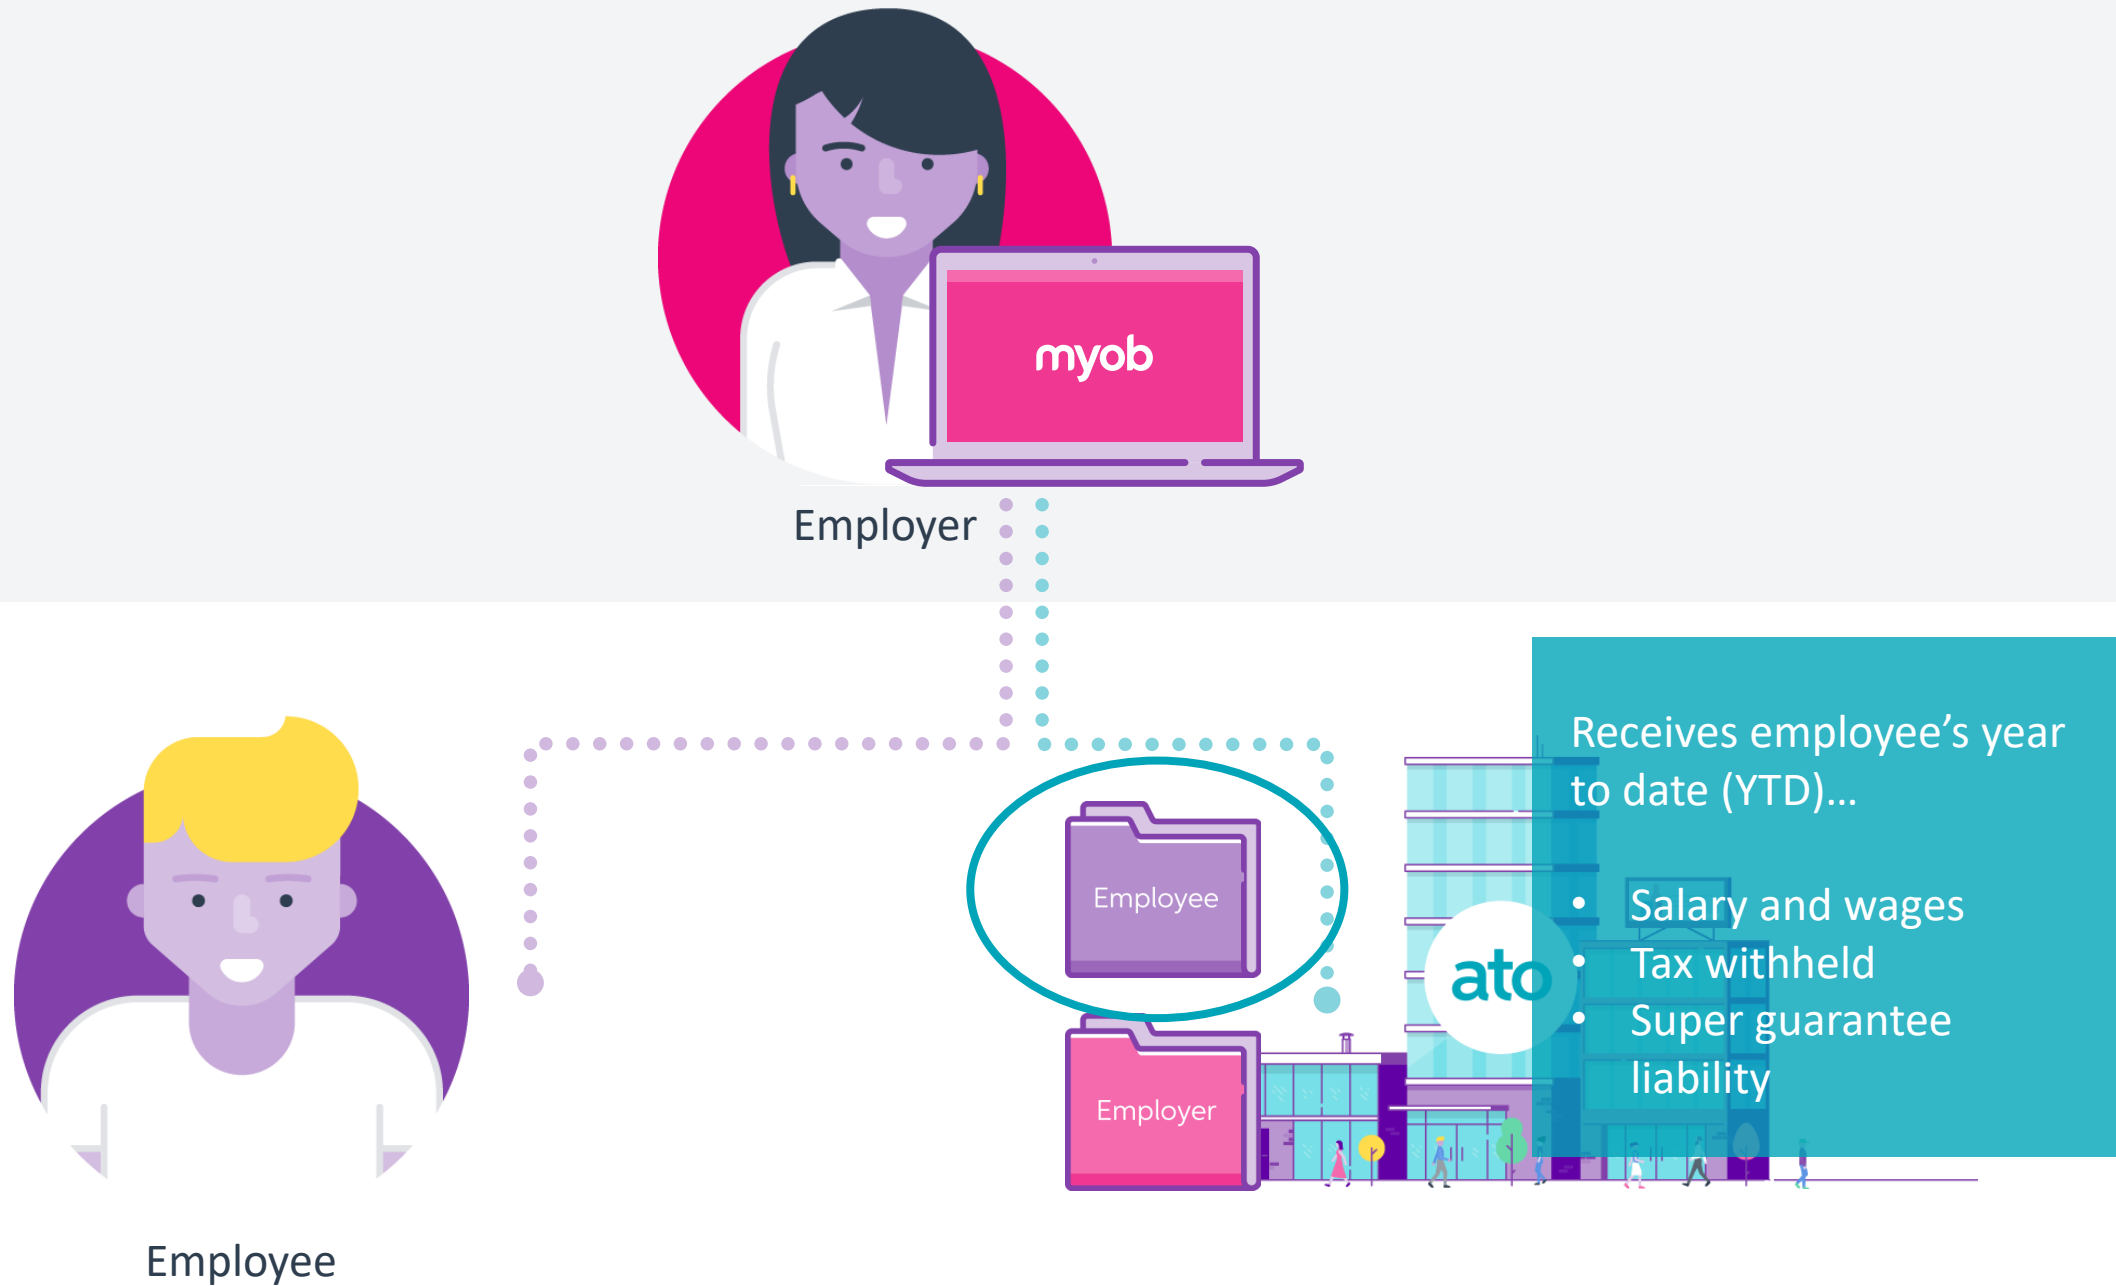 myob
Employer
Receives employee’s year
to date (YTD)...
Employee
• Salary and wages
ato
• Tax withheld
• Super guarantee
liability
Employer
Employee